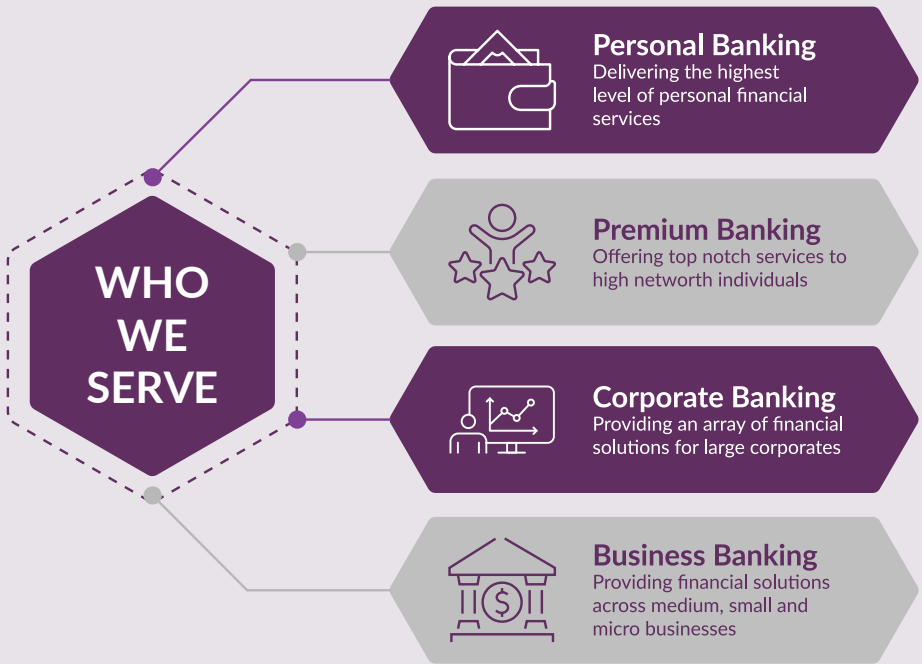 WHO
WE
SERVE
Personal Banking
Delivering the highest
level of personal financial
services
Premium Banking
Offering top notch services to
high networth individuals
Corporate Banking
Providing an array of financial
solutions for large corporates
Business Banking
Providing financial solutions
across medium, small and
micro businesses
$